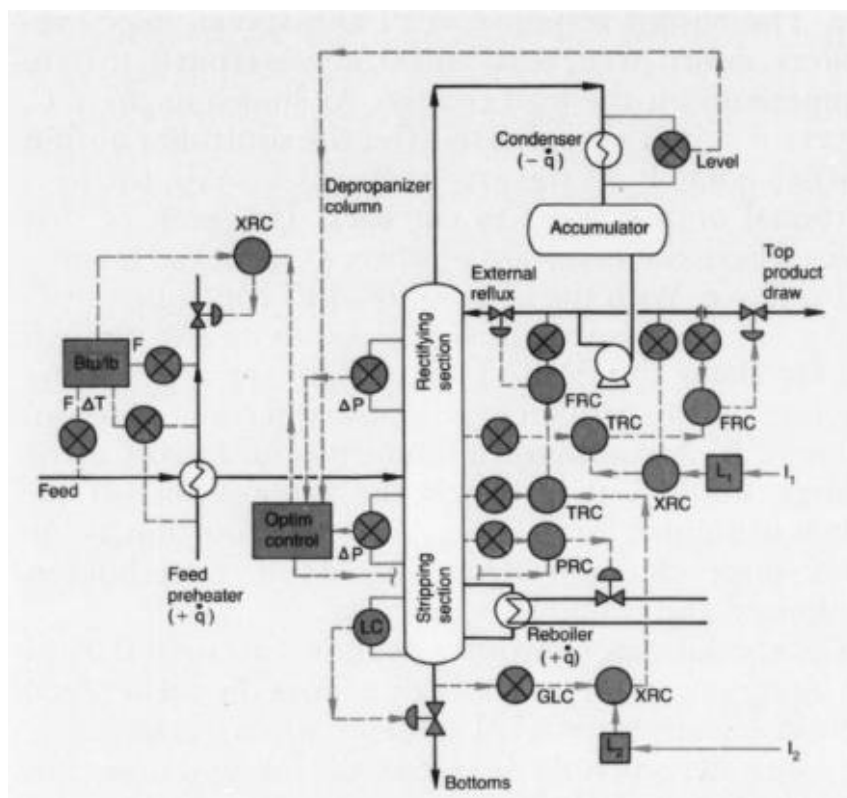 Condenser
(– q̇)
Level
Depropanizer
column
XRC
Accumulator
External
reflux
Top
product
draw
Btu/lb
F
F
ΔT
Rectifying
section
ΔP
FRC
TRC
FRC
Feed
XRC
L₁
I₁
Optim
control
ΔP
TRC
PRC
Feed
preheater
(+ q̇)
Stripping
section
LC
Reboiler
(+q̇)
GLC
XRC
L₂
I₂
Bottoms